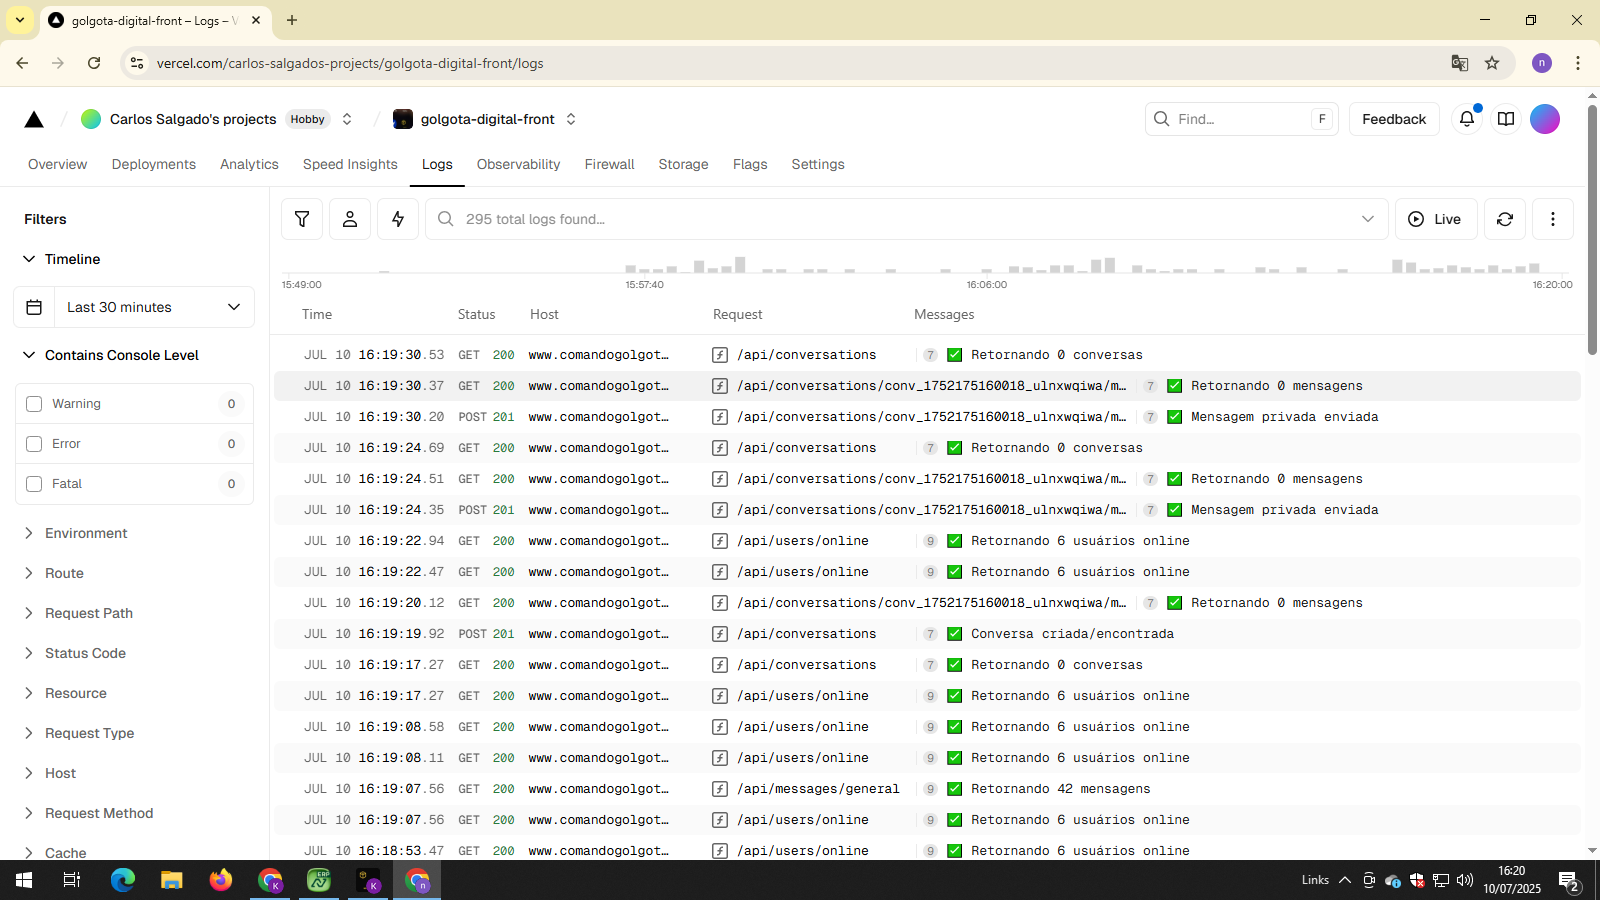 golgota-digital-front – Logs – V
vercel.com/carlos-salgados-projects/golgota-digital-front/logs
n
Carlos Salgado's projects Hobby golgota-digital-front
Find... F Feedback
Overview Deployments Analytics Speed Insights Logs Observability Firewall Storage Flags Settings
Filters
295 total logs found...
Live
Timeline
15:49:00 15:57:40 16:06:00 16:20:00
Last 30 minutes
Time Status Host Request Messages
Contains Console Level
Warning 0
Error 0
Fatal 0
Environment
Route
Request Path
Status Code
Resource
Request Type
Host
Request Method
Cache
JUL 10 16:19:30.53 GET 200 www.comandogolgot… /api/conversations 7 ✅ Retornando 0 conversas
JUL 10 16:19:30.37 GET 200 www.comandogolgot… /api/conversations/conv_1752175160018_ulnxwqiwa/m… 7 ✅ Retornando 0 mensagens
JUL 10 16:19:30.20 POST 201 www.comandogolgot… /api/conversations/conv_1752175160018_ulnxwqiwa/m… 7 ✅ Mensagem privada enviada
JUL 10 16:19:24.69 GET 200 www.comandogolgot… /api/conversations 7 ✅ Retornando 0 conversas
JUL 10 16:19:24.51 GET 200 www.comandogolgot… /api/conversations/conv_1752175160018_ulnxwqiwa/m… 7 ✅ Retornando 0 mensagens
JUL 10 16:19:24.35 POST 201 www.comandogolgot… /api/conversations/conv_1752175160018_ulnxwqiwa/m… 7 ✅ Mensagem privada enviada
JUL 10 16:19:22.94 GET 200 www.comandogolgot… /api/users/online 9 ✅ Retornando 6 usuários online
JUL 10 16:19:22.47 GET 200 www.comandogolgot… /api/users/online 9 ✅ Retornando 6 usuários online
JUL 10 16:19:20.12 GET 200 www.comandogolgot… /api/conversations/conv_1752175160018_ulnxwqiwa/m… 7 ✅ Retornando 0 mensagens
JUL 10 16:19:19.92 POST 201 www.comandogolgot… /api/conversations 7 ✅ Conversa criada/encontrada
JUL 10 16:19:17.27 GET 200 www.comandogolgot… /api/conversations 7 ✅ Retornando 0 conversas
JUL 10 16:19:17.27 GET 200 www.comandogolgot… /api/users/online 9 ✅ Retornando 6 usuários online
JUL 10 16:19:08.58 GET 200 www.comandogolgot… /api/users/online 9 ✅ Retornando 6 usuários online
JUL 10 16:19:08.11 GET 200 www.comandogolgot… /api/users/online 9 ✅ Retornando 6 usuários online
JUL 10 16:19:07.56 GET 200 www.comandogolgot… /api/messages/general 9 ✅ Retornando 42 mensagens
JUL 10 16:19:07.56 GET 200 www.comandogolgot… /api/users/online 9 ✅ Retornando 6 usuários online
JUL 10 16:18:53.47 GET 200 www.comandogolgot… /api/users/online 9 ✅ Retornando 6 usuários online
K ERP K n
Links 16:20
10/07/2025 2